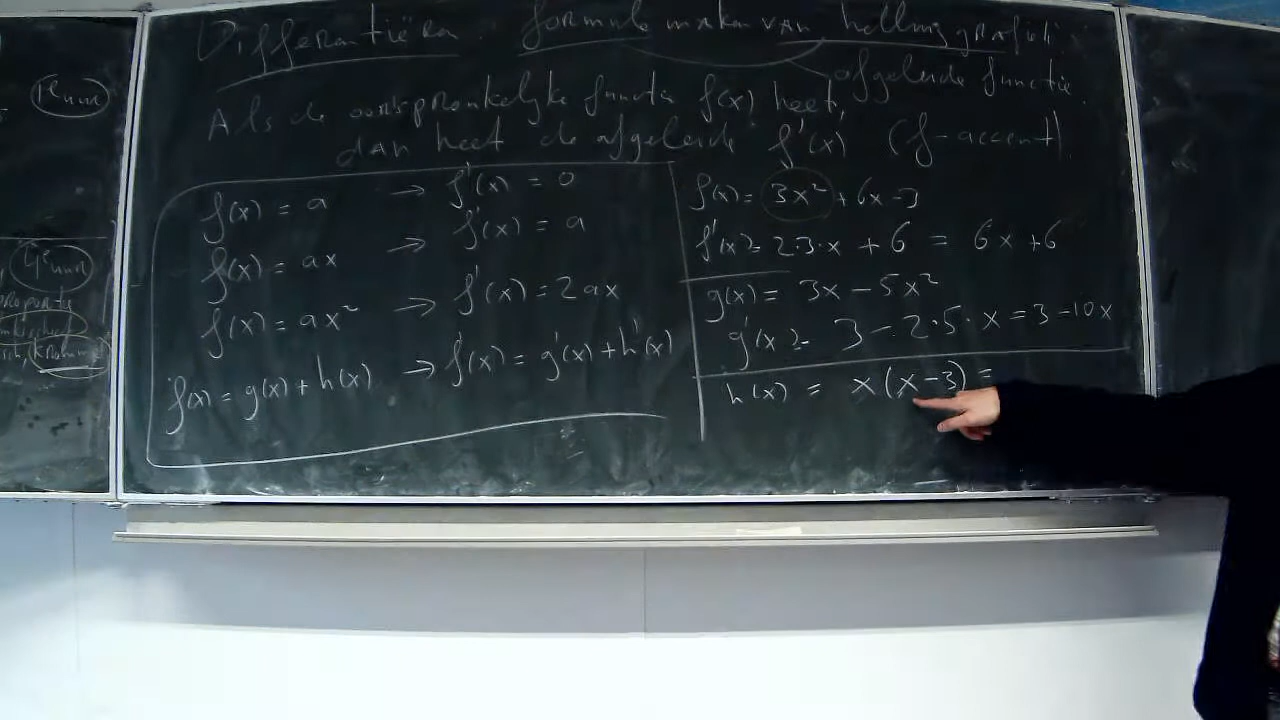 Differentiëren. formule maken van hellinggrafiek
afgeleide functie.
Als de oorspronkelijke functie f(x) heet,
dan heet de afgeleide f'(x) (f-accent)
f(x) = a → f'(x) = 0
f(x) = ax → f'(x) = a
f(x) = ax² → f'(x) = 2ax
f(x) = g(x) + h(x) → f'(x) = g'(x) + h'(x)
f(x) = 3x² + 6x - 3
f'(x) = 2·3·x + 6 = 6x + 6
g(x) = 3x - 5x²
g'(x) = 3 - 2·5·x = 3 - 10x
h(x) = x(x-3) =